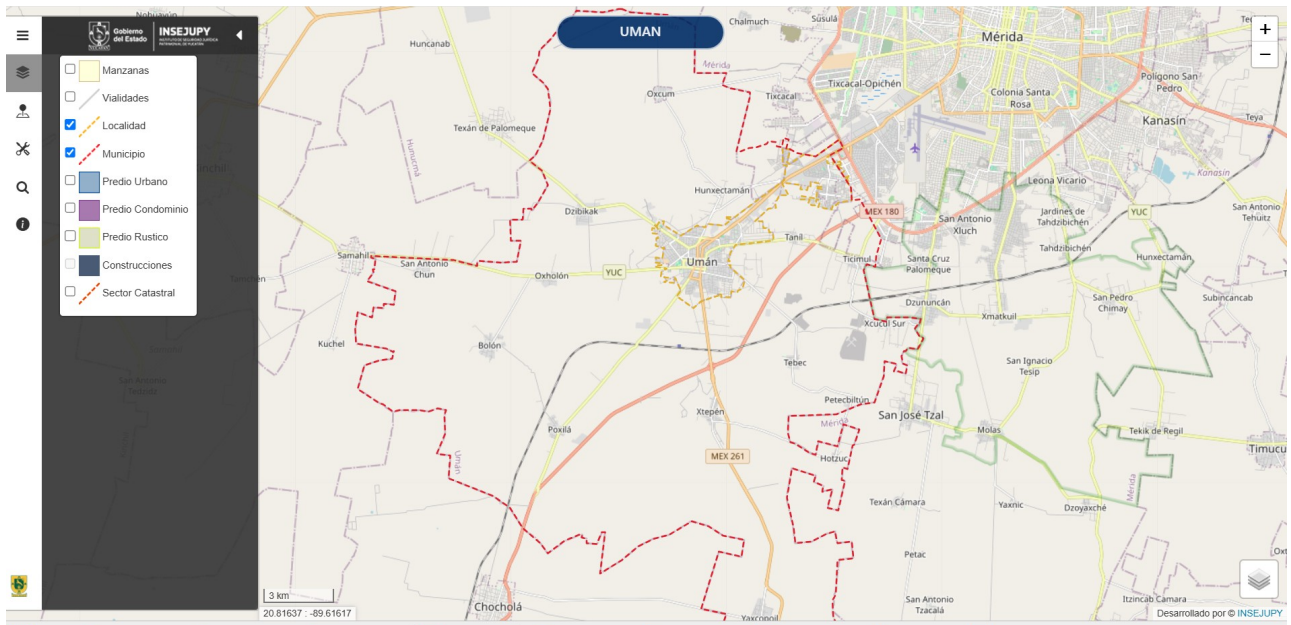 Gobierno
del Estado
INSEJUPY
UMAN
Manzanas
Vialidades
Localidad
Municipio
Predio Urbano
Predio Condominio
Predio Rustico
Construcciones
Sector Catastral
Chalmuch
Susulá
Mérida
+
−
Huncanab
Mérida
Oxcum
Tixcacal
Tixcacal-Opichén
Colonia Santa
Rosa
Poligono San
Pedro
Kanasín
Teya
Texán de Palomeque
Hunucmá
Hunxectamán
Leona Vicario
Kanasin
Dzibikak
MEX 180
San Antonio
Xluch
Jardines de
Tahdzibichén
YUC
San Antonio
Tehuitz
Tanil
Tahdzibichén
Samahil
San Antonio
Chun
Oxholón
YUC
Umán
Ticimul
Santa Cruz
Palomeque
Hunxectamán
Dzununcán
Xmatkuil
San Pedro
Chimay
Subincancab
Xcucul Sur
Kuchel
Bolón
Tebec
San Ignacio
Tesip
Petecbiltún
Xtepén
Mérida
San José Tzal
Molas
Tekik de Regil
Poxilá
Umán
MEX 261
Hotzuc
Timucu
Mérida
Texán Cámara
Yaxnic
Dzoyaxché
Petac
San Antonio
Tzacalá
Itzincab Camara
Chocholá
Yaxcopoil
3 km
20.81637 : -89.61617
Desarrollado por © INSEJUPY